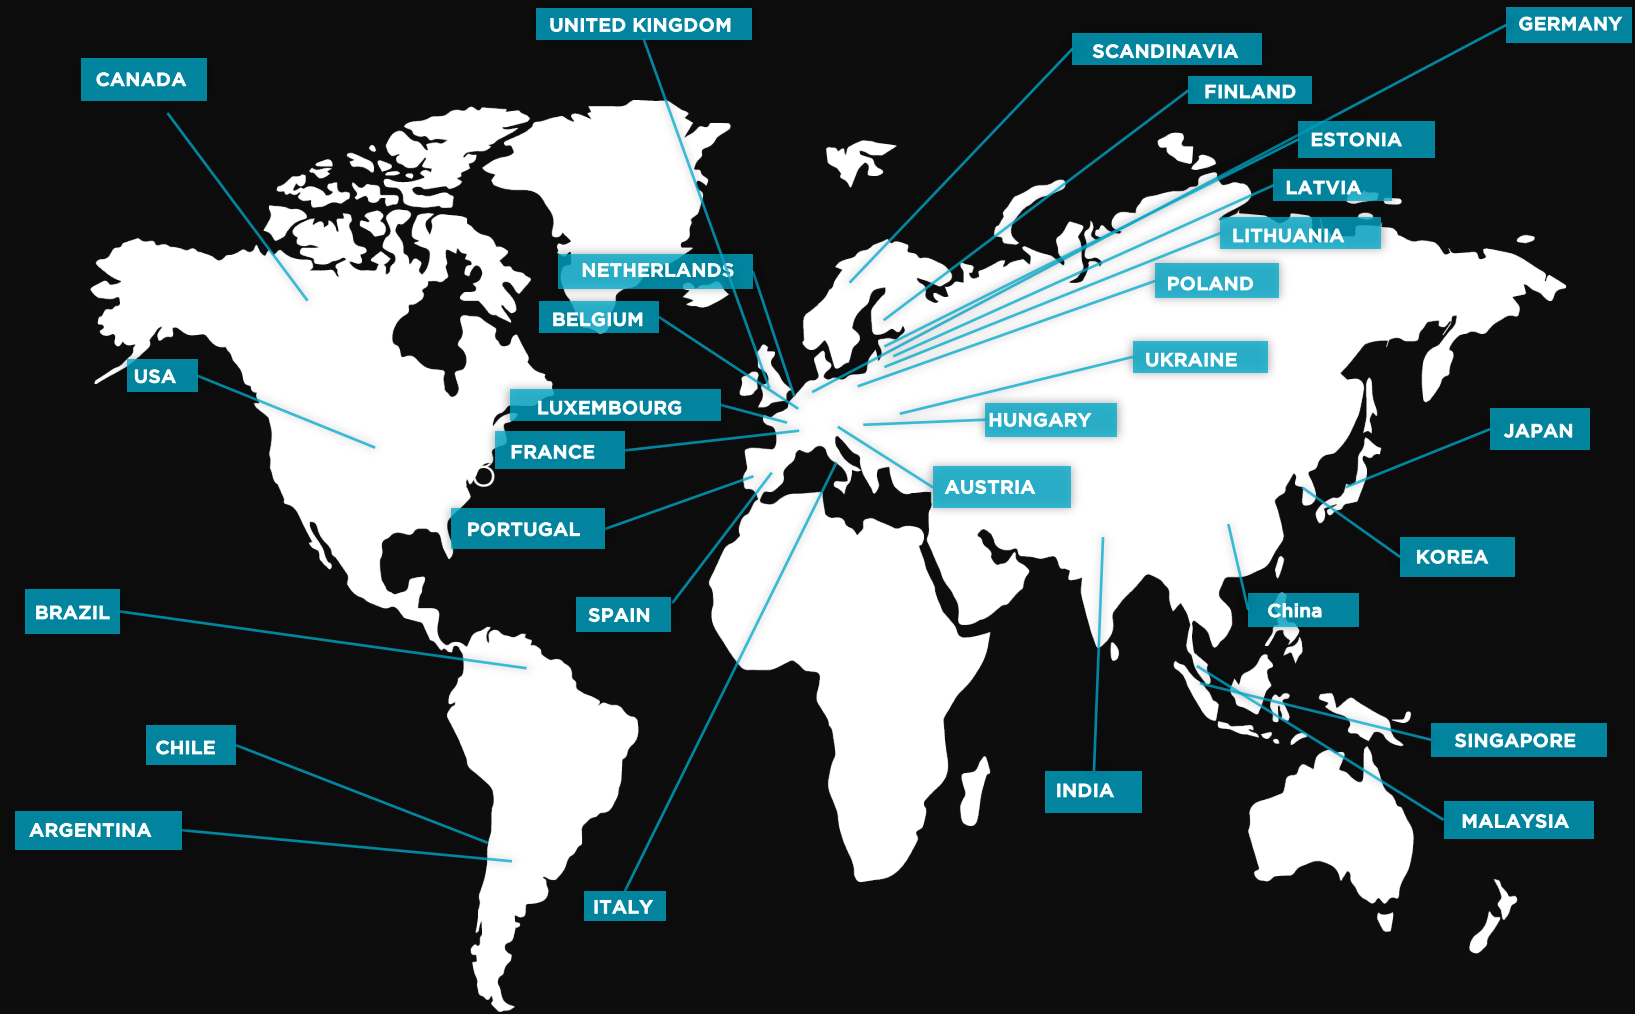 UNITED KINGDOM
GERMANY
SCANDINAVIA
CANADA
FINLAND
ESTONIA
LATVIA
LITHUANIA
NETHERLANDS
POLAND
BELGIUM
UKRAINE
USA
LUXEMBOURG
HUNGARY
JAPAN
FRANCE
AUSTRIA
PORTUGAL
KOREA
BRAZIL
SPAIN
China
SINGAPORE
CHILE
INDIA
MALAYSIA
ARGENTINA
ITALY